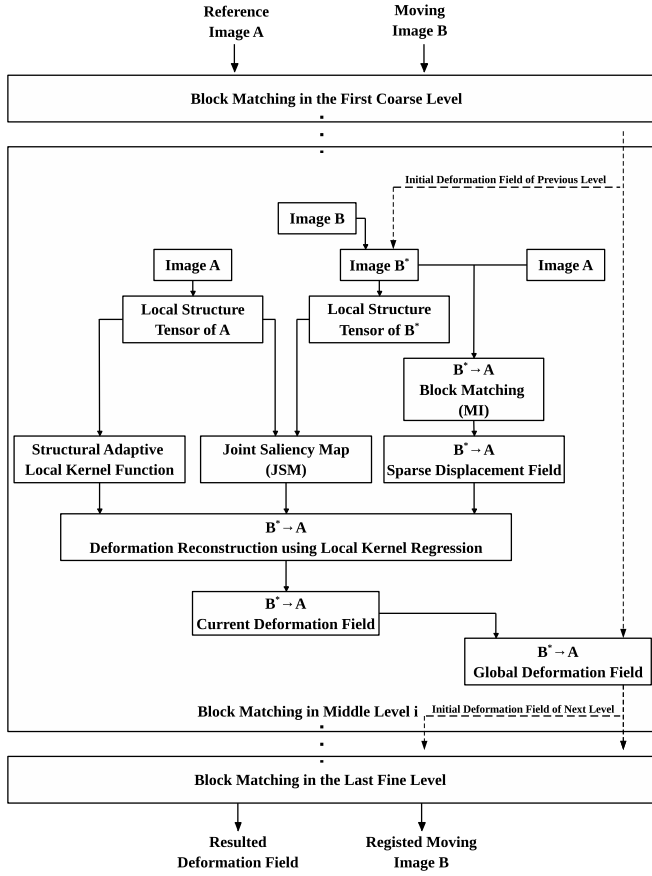 Reference
Image A
Moving
Image B
Block Matching in the First Coarse Level
Initial Deformation Field of Previous Level
Image B
Image A
Image B*
Image A
Local Structure
Tensor of A
Local Structure
Tensor of B*
B*→A
Block Matching
(MI)
Structural Adaptive
Local Kernel Function
Joint Saliency Map
(JSM)
B*→A
Sparse Displacement Field
B*→A
Deformation Reconstruction using Local Kernel Regression
B*→A
Current Deformation Field
B*→A
Global Deformation Field
Block Matching in Middle Level i
Initial Deformation Field of Next Level
Block Matching in the Last Fine Level
Resulted
Deformation Field
Registed Moving
Image B